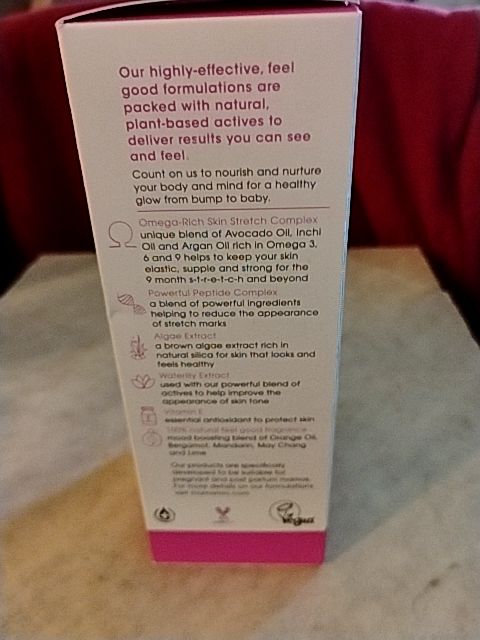 Our highly-effective, feel
good formulations are
packed with natural,
plant-based actives to
deliver results you can see
and feel.
Count on us to nourish and nurture
your body and mind for a healthy
glow from bump to baby.
Omega-Rich Skin Stretch Complex
unique blend of Avocado Oil, Inchi
Oil and Argan Oil rich in Omega 3,
6 and 9 helps to keep your skin
elastic, supple and strong for the
9 month s-t-r-e-t-c-h and beyond
Powerful Peptide Complex
a blend of powerful ingredients
helping to reduce the appearance
of stretch marks
Algae Extract
a brown algae extract rich in
natural silica for skin that looks and
feels healthy
Waterlily Extract
used with our powerful blend of
actives to help improve the
appearance of skin tone
Vitamin E
essential antioxidant to protect skin
100% natural feel good fragrance
mood boosting blend of Orange Oil,
Bergamot, Mandarin, May Chang
and Lime
Our products are specifically
developed to be suitable for
pregnant and post partum mamas.
For more details on our formulations
visit
Vegan